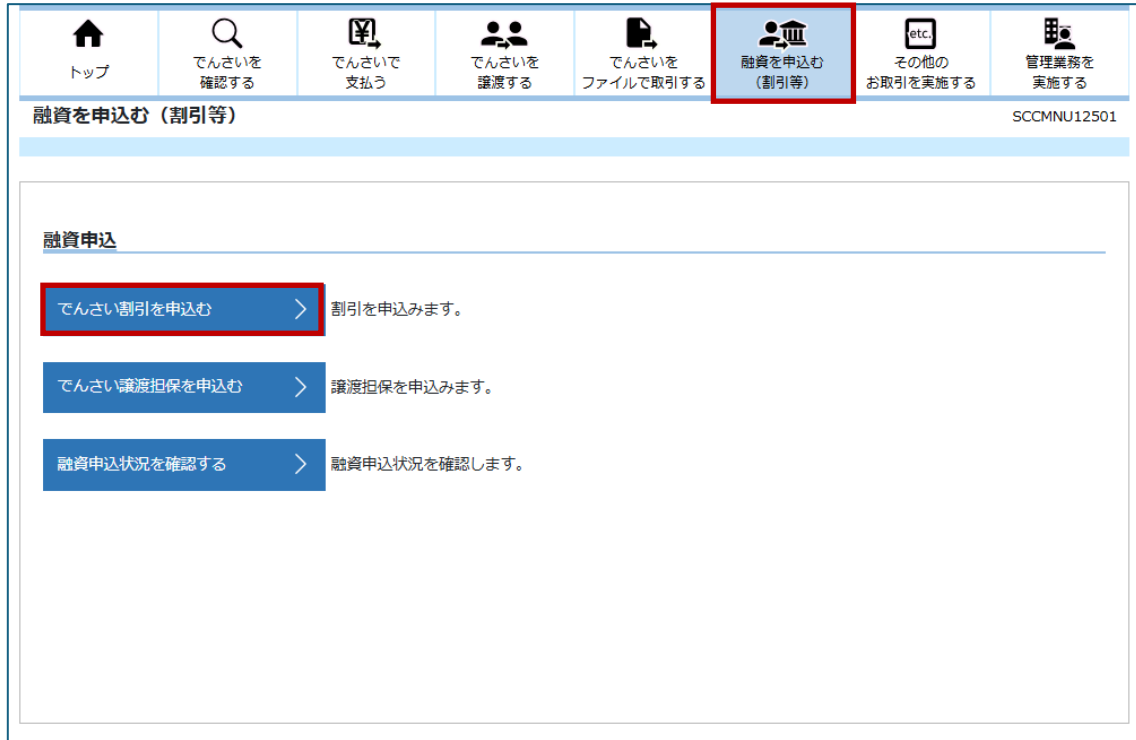 トップ
でんさいを
確認する
でんさいで
支払う
でんさいを
譲渡する
でんさいを
ファイルで取引する
融資を申込む
（割引等）
etc.
その他の
お取引を実施する
管理業務を
実施する
融資を申込む（割引等）
SCCMNU12501
融資申込
でんさい割引を申込む
割引を申込みます。
でんさい譲渡担保を申込む
譲渡担保を申込みます。
融資申込状況を確認する
融資申込状況を確認します。